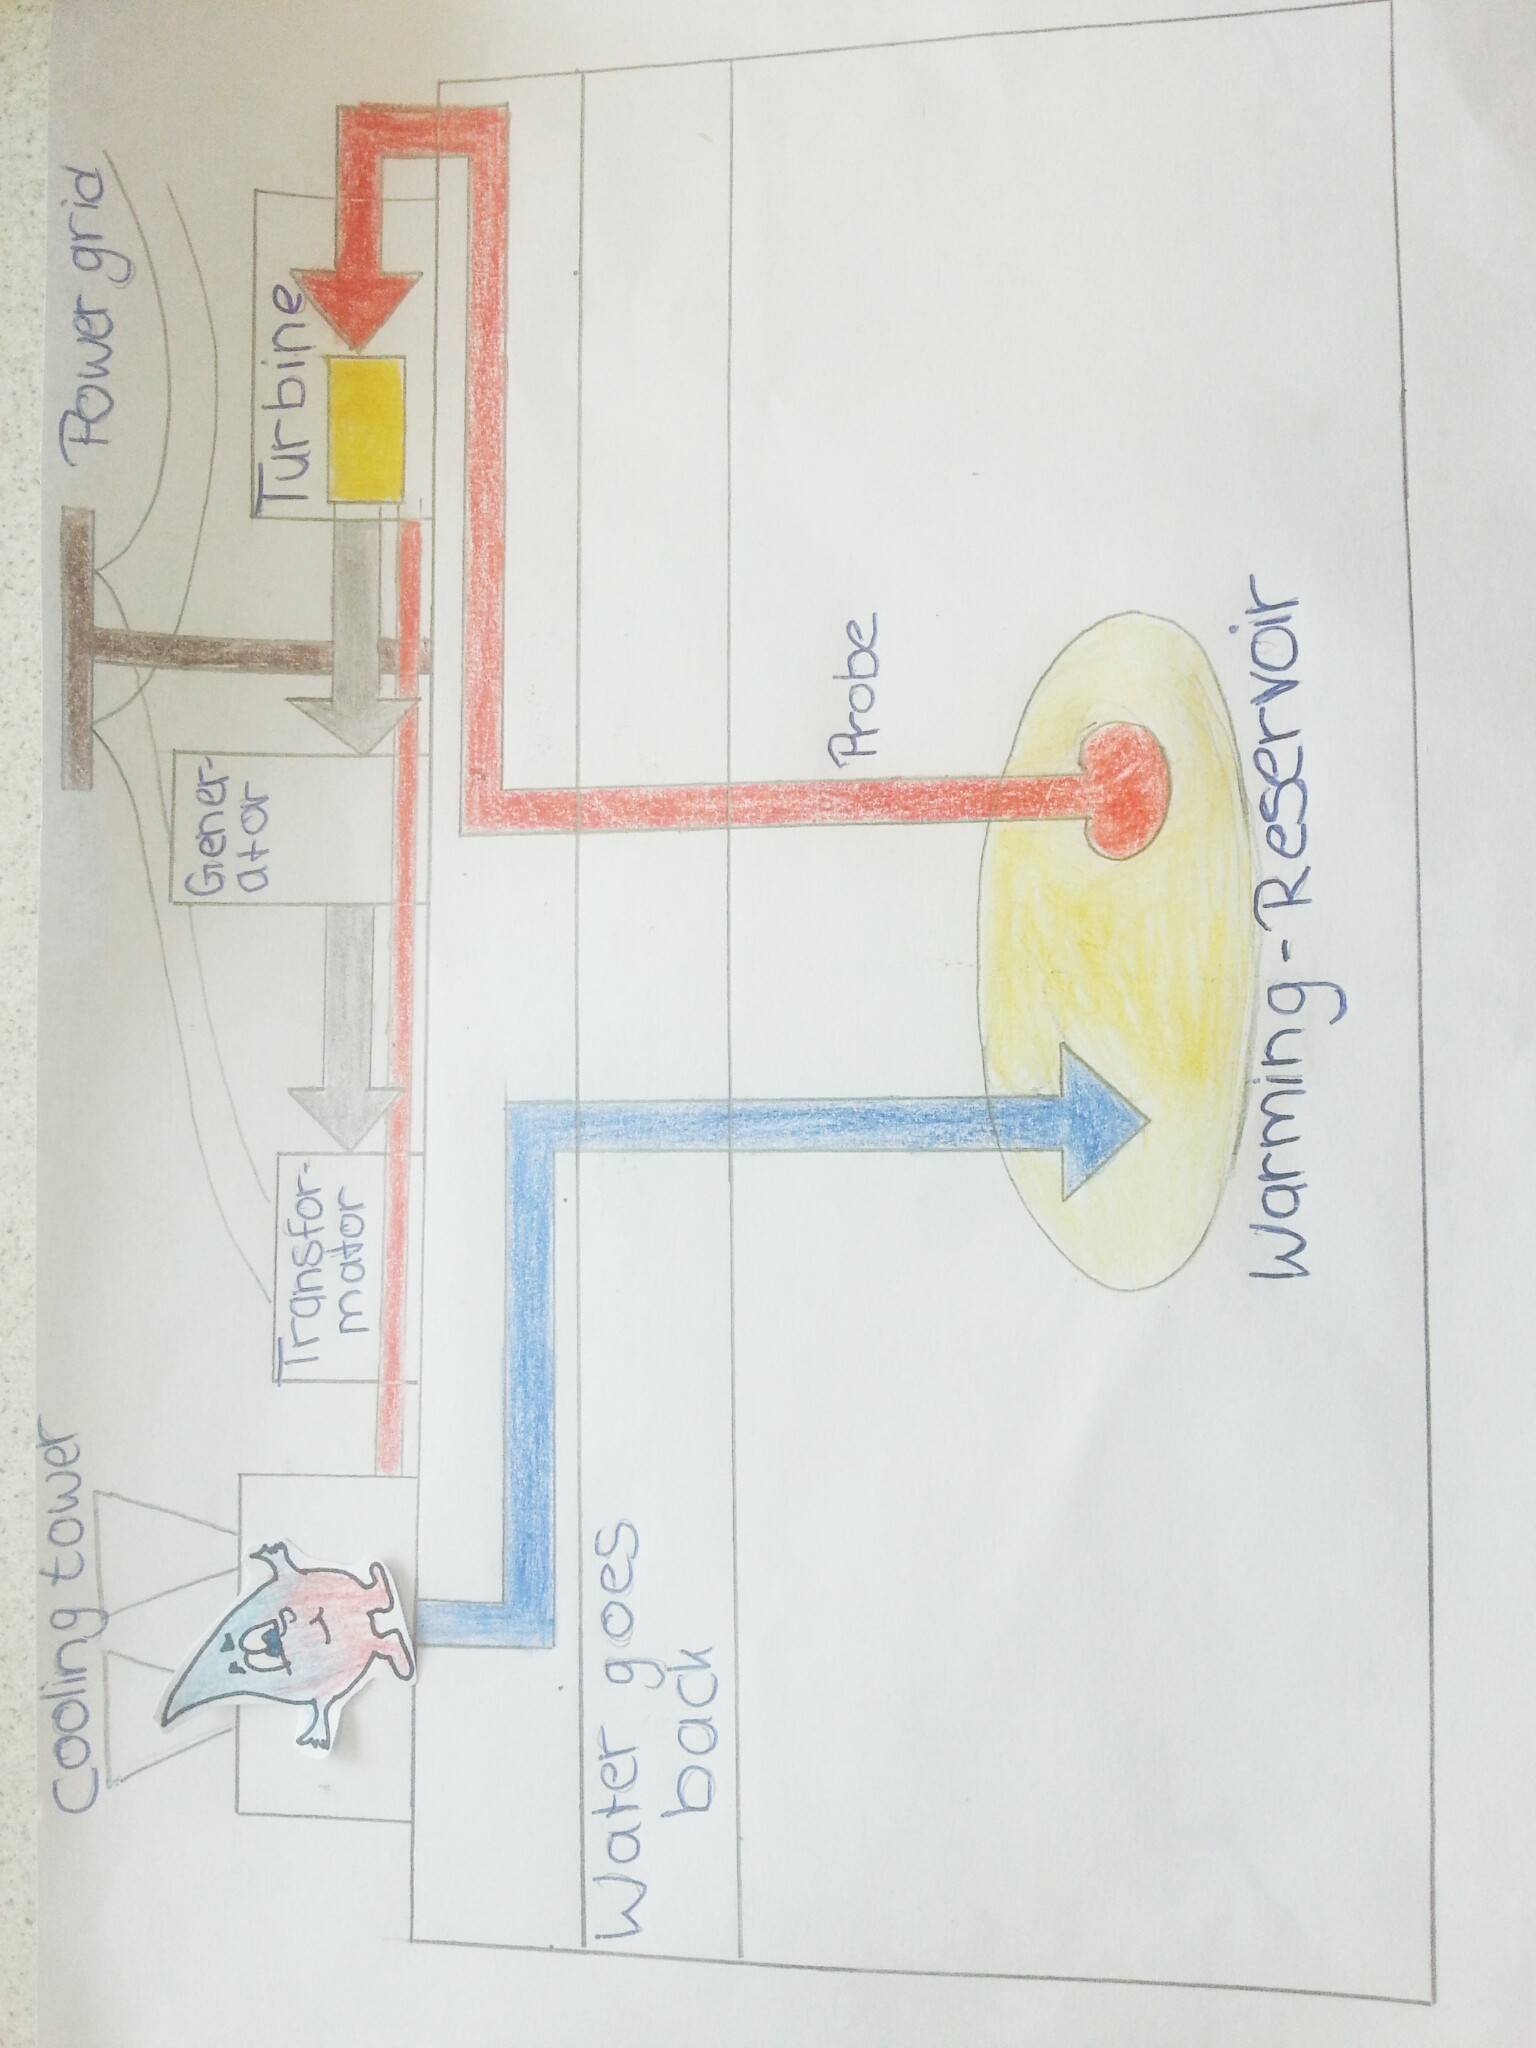 Cooling tower
Power grid
Transfor-
mator
Gener-
ator
Turbine
Water goes
back
Probe
Warming-Reservoir